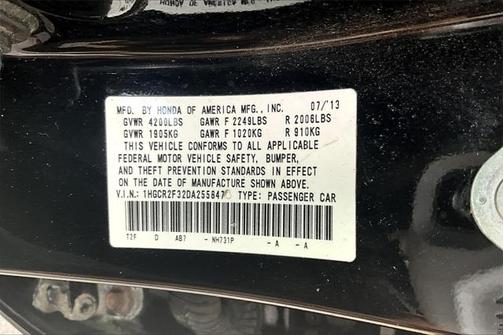 MFD. BY HONDA OF AMERICA MFG., INC. 07/13
GVWR 4200LBS GAWR F 2249LBS R 2006LBS
GVWR 1905KG GAWR F 1020KG R 910KG
THIS VEHICLE CONFORMS TO ALL APPLICABLE
FEDERAL MOTOR VEHICLE SAFETY, BUMPER,
AND THEFT PREVENTION STANDARDS IN EFFECT ON THE
DATE OF MANUFACTURE SHOWN ABOVE.
V.I.N: 1HGCR2F32DA255847 TYPE: PASSENGER CAR
T2F D AB7 - NH731P - A - A